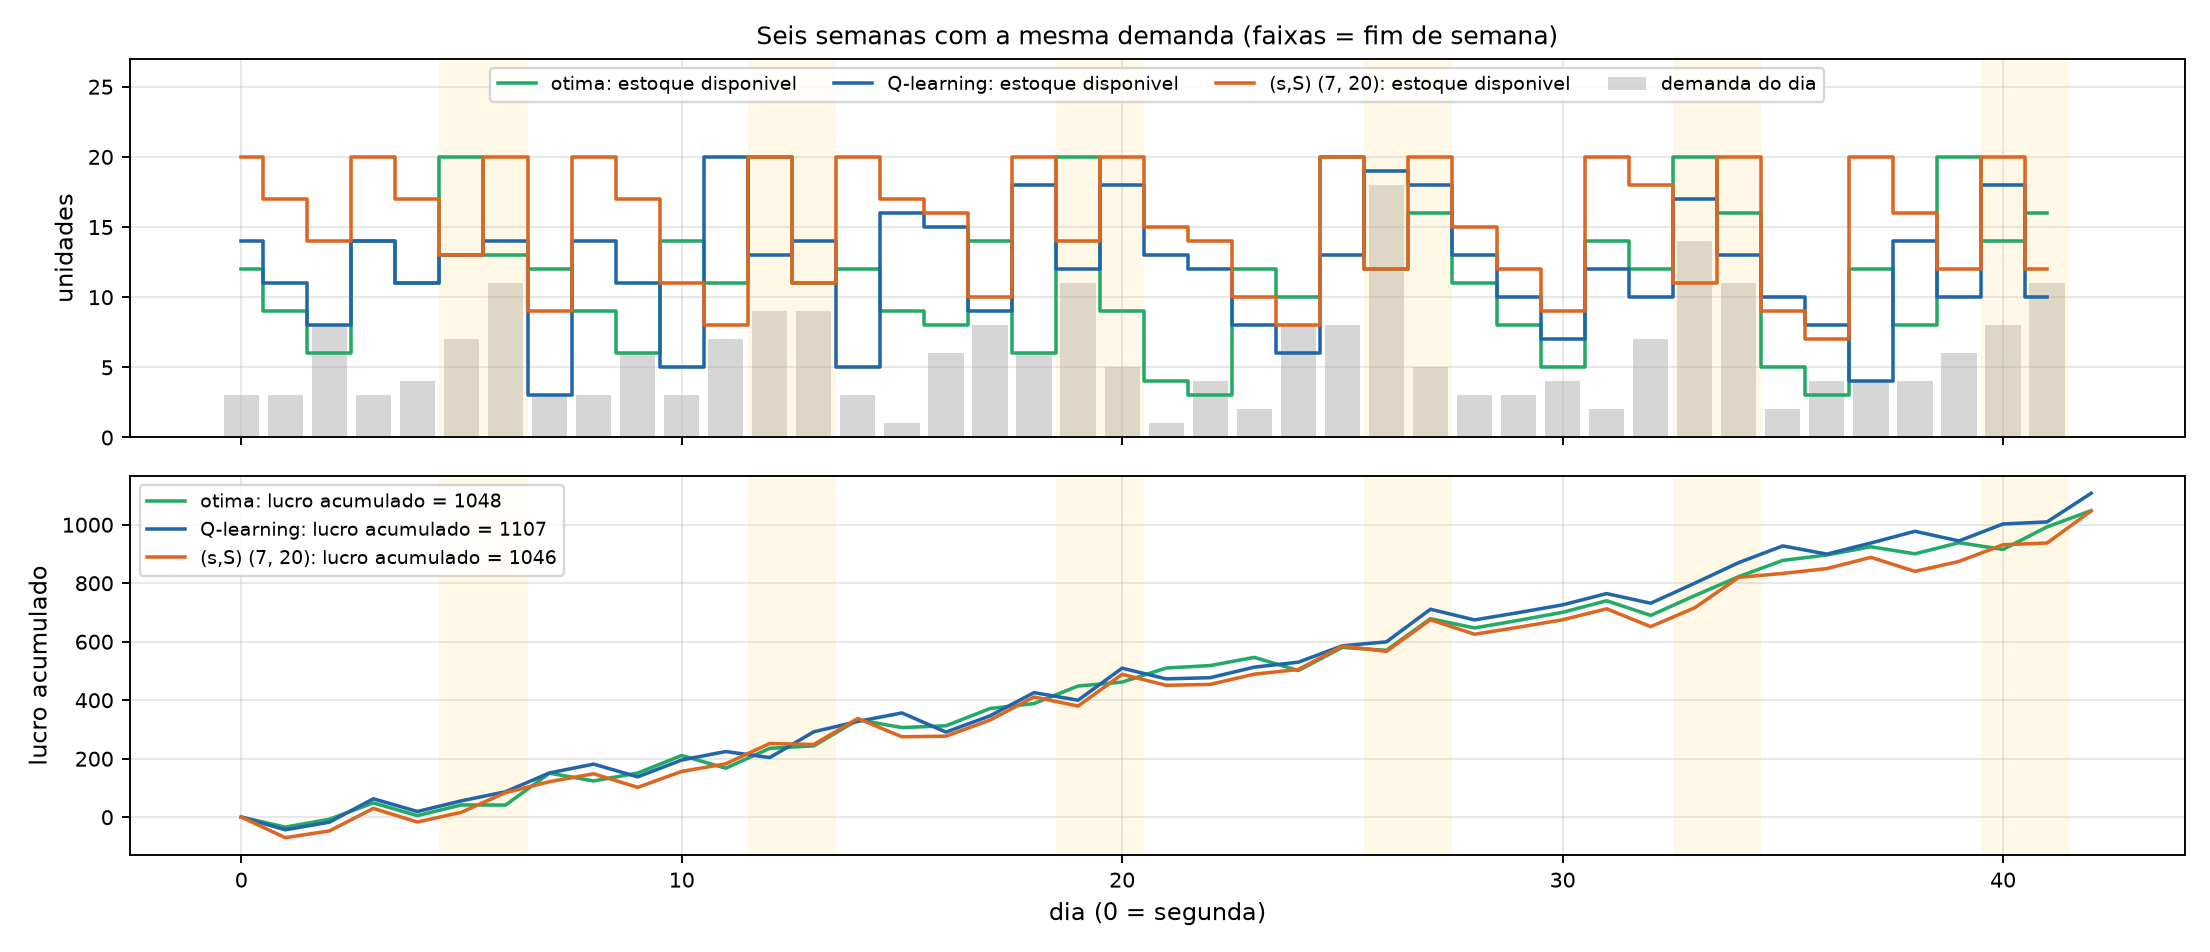 Seis semanas com a mesma demanda (faixas = fim de semana)
otima: estoque disponivel
Q-learning: estoque disponivel
(s,S) (7, 20): estoque disponivel
demanda do dia
25
20
15
10
5
0
unidades
otima: lucro acumulado = 1048
Q-learning: lucro acumulado = 1107
(s,S) (7, 20): lucro acumulado = 1046
1000
800
600
400
200
0
lucro acumulado
0
10
20
30
40
dia (0 = segunda)